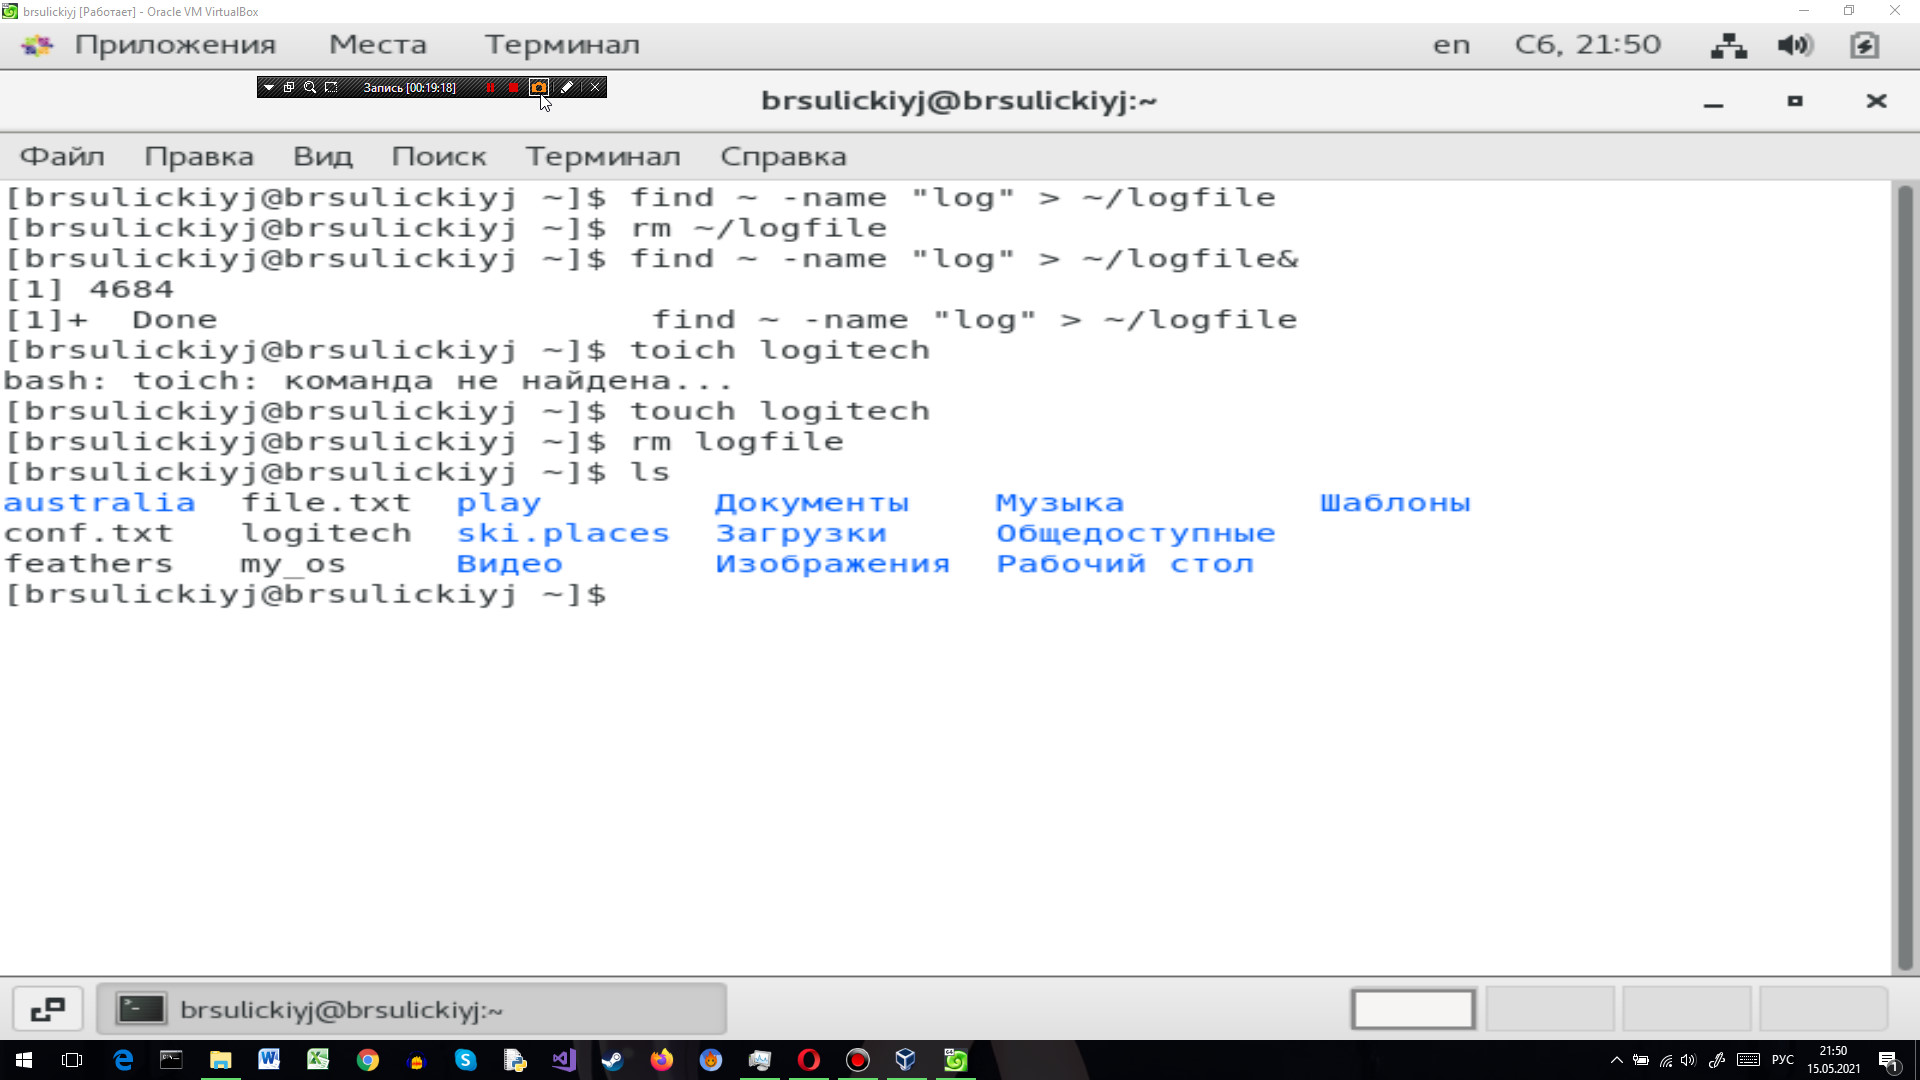 brsulickiyj [Работает] - Oracle VM VirtualBox
Приложения Места Терминал en Сб, 21:50
Запись [00:19:18]
brsulickiyj@brsulickiyj:~
Файл Правка Вид Поиск Терминал Справка
[brsulickiyj@brsulickiyj ~]$ find ~ -name "log" > ~/logfile
[brsulickiyj@brsulickiyj ~]$ rm ~/logfile
[brsulickiyj@brsulickiyj ~]$ find ~ -name "log" > ~/logfile&
[1] 4684
[1]+  Done                    find ~ -name "log" > ~/logfile
[brsulickiyj@brsulickiyj ~]$ toich logitech
bash: toich: команда не найдена...
[brsulickiyj@brsulickiyj ~]$ touch logitech
[brsulickiyj@brsulickiyj ~]$ rm logfile
[brsulickiyj@brsulickiyj ~]$ ls
australia  file.txt  play        Документы    Музыка         Шаблоны
conf.txt   logitech  ski.places  Загрузки     Общедоступные
feathers   my_os     Видео       Изображения  Рабочий стол
[brsulickiyj@brsulickiyj ~]$
brsulickiyj@brsulickiyj:~
РУС
21:50
15.05.2021
1